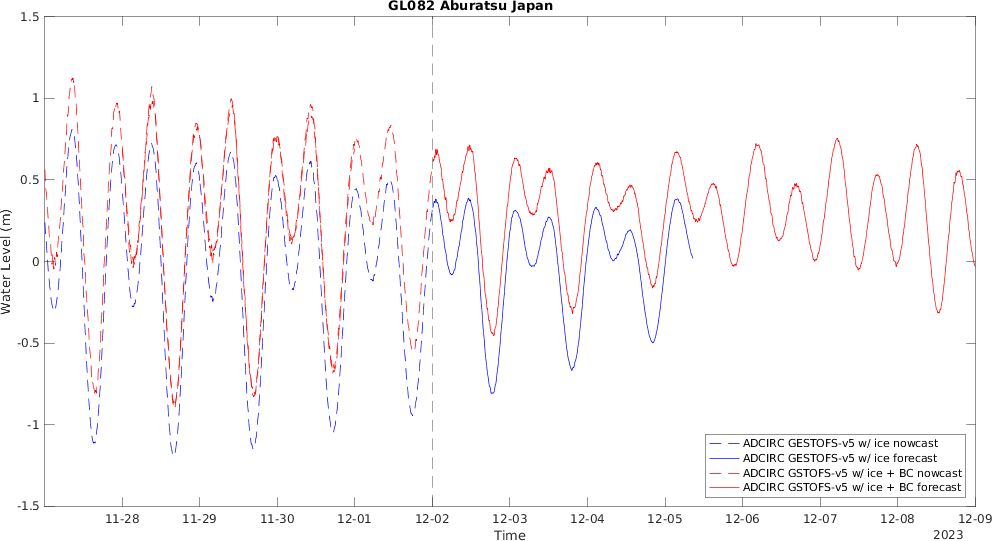 GL082 Aburatsu Japan
1.5
1
0.5
0
-0.5
-1
-1.5
Water Level (m)
ADCIRC GESTOFS-v5 w/ ice nowcast
ADCIRC GESTOFS-v5 w/ ice forecast
ADCIRC GSTOFS-v5 w/ ice + BC nowcast
ADCIRC GSTOFS-v5 w/ ice + BC forecast
11-28 11-29 11-30 12-01 12-02 12-03 12-04 12-05 12-06 12-07 12-08 12-09
Time
2023